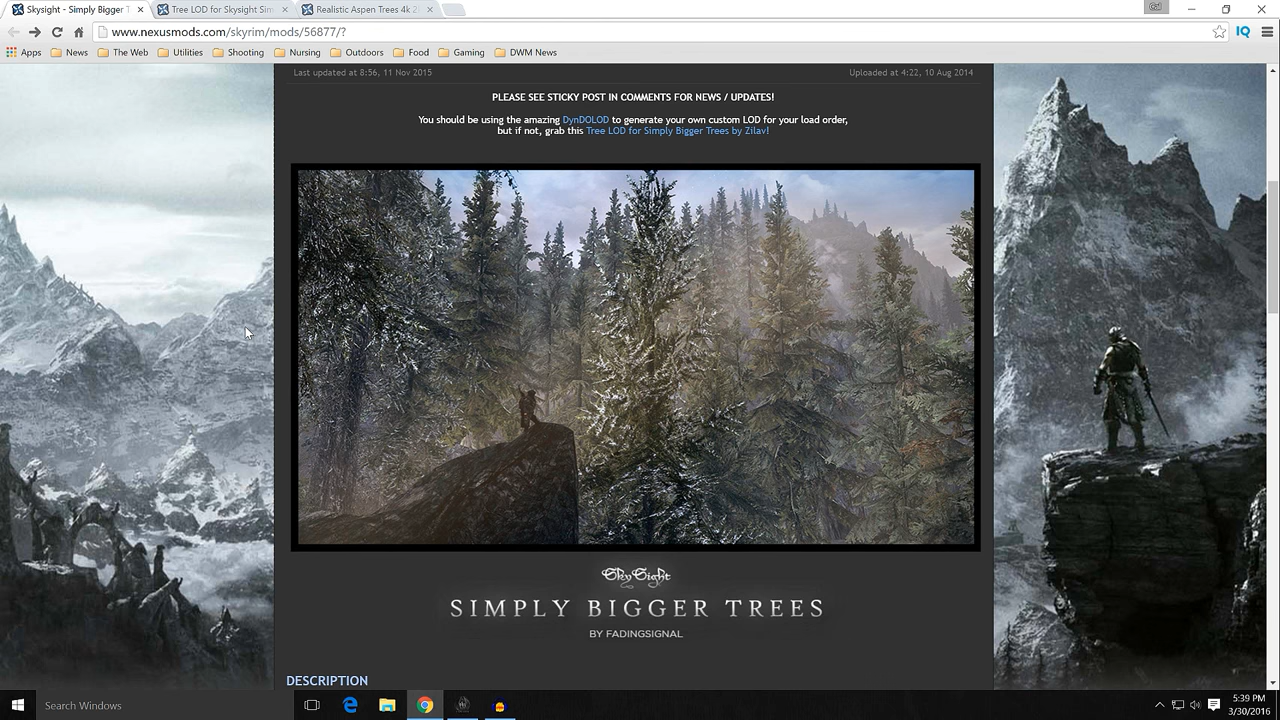 Skysight - Simply Bigger T
Tree LOD for Skysight Sim
Realistic Aspen Trees 4k 2
www.nexusmods.com/skyrim/mods/56877/?
IQ
Apps
News
The Web
Utilities
Shooting
Nursing
Outdoors
Food
Gaming
DWM News
Last updated at 8:56, 11 Nov 2015
Uploaded at 4:22, 10 Aug 2014
PLEASE SEE STICKY POST IN COMMENTS FOR NEWS / UPDATES!
You should be using the amazing DynDOLOD to generate your own custom LOD for your load order,
but if not, grab this Tree LOD for Simply Bigger Trees by Zilav!
SkySight
SIMPLY BIGGER TREES
BY FADINGSIGNAL
DESCRIPTION
Search Windows
5:39 PM
3/30/2016